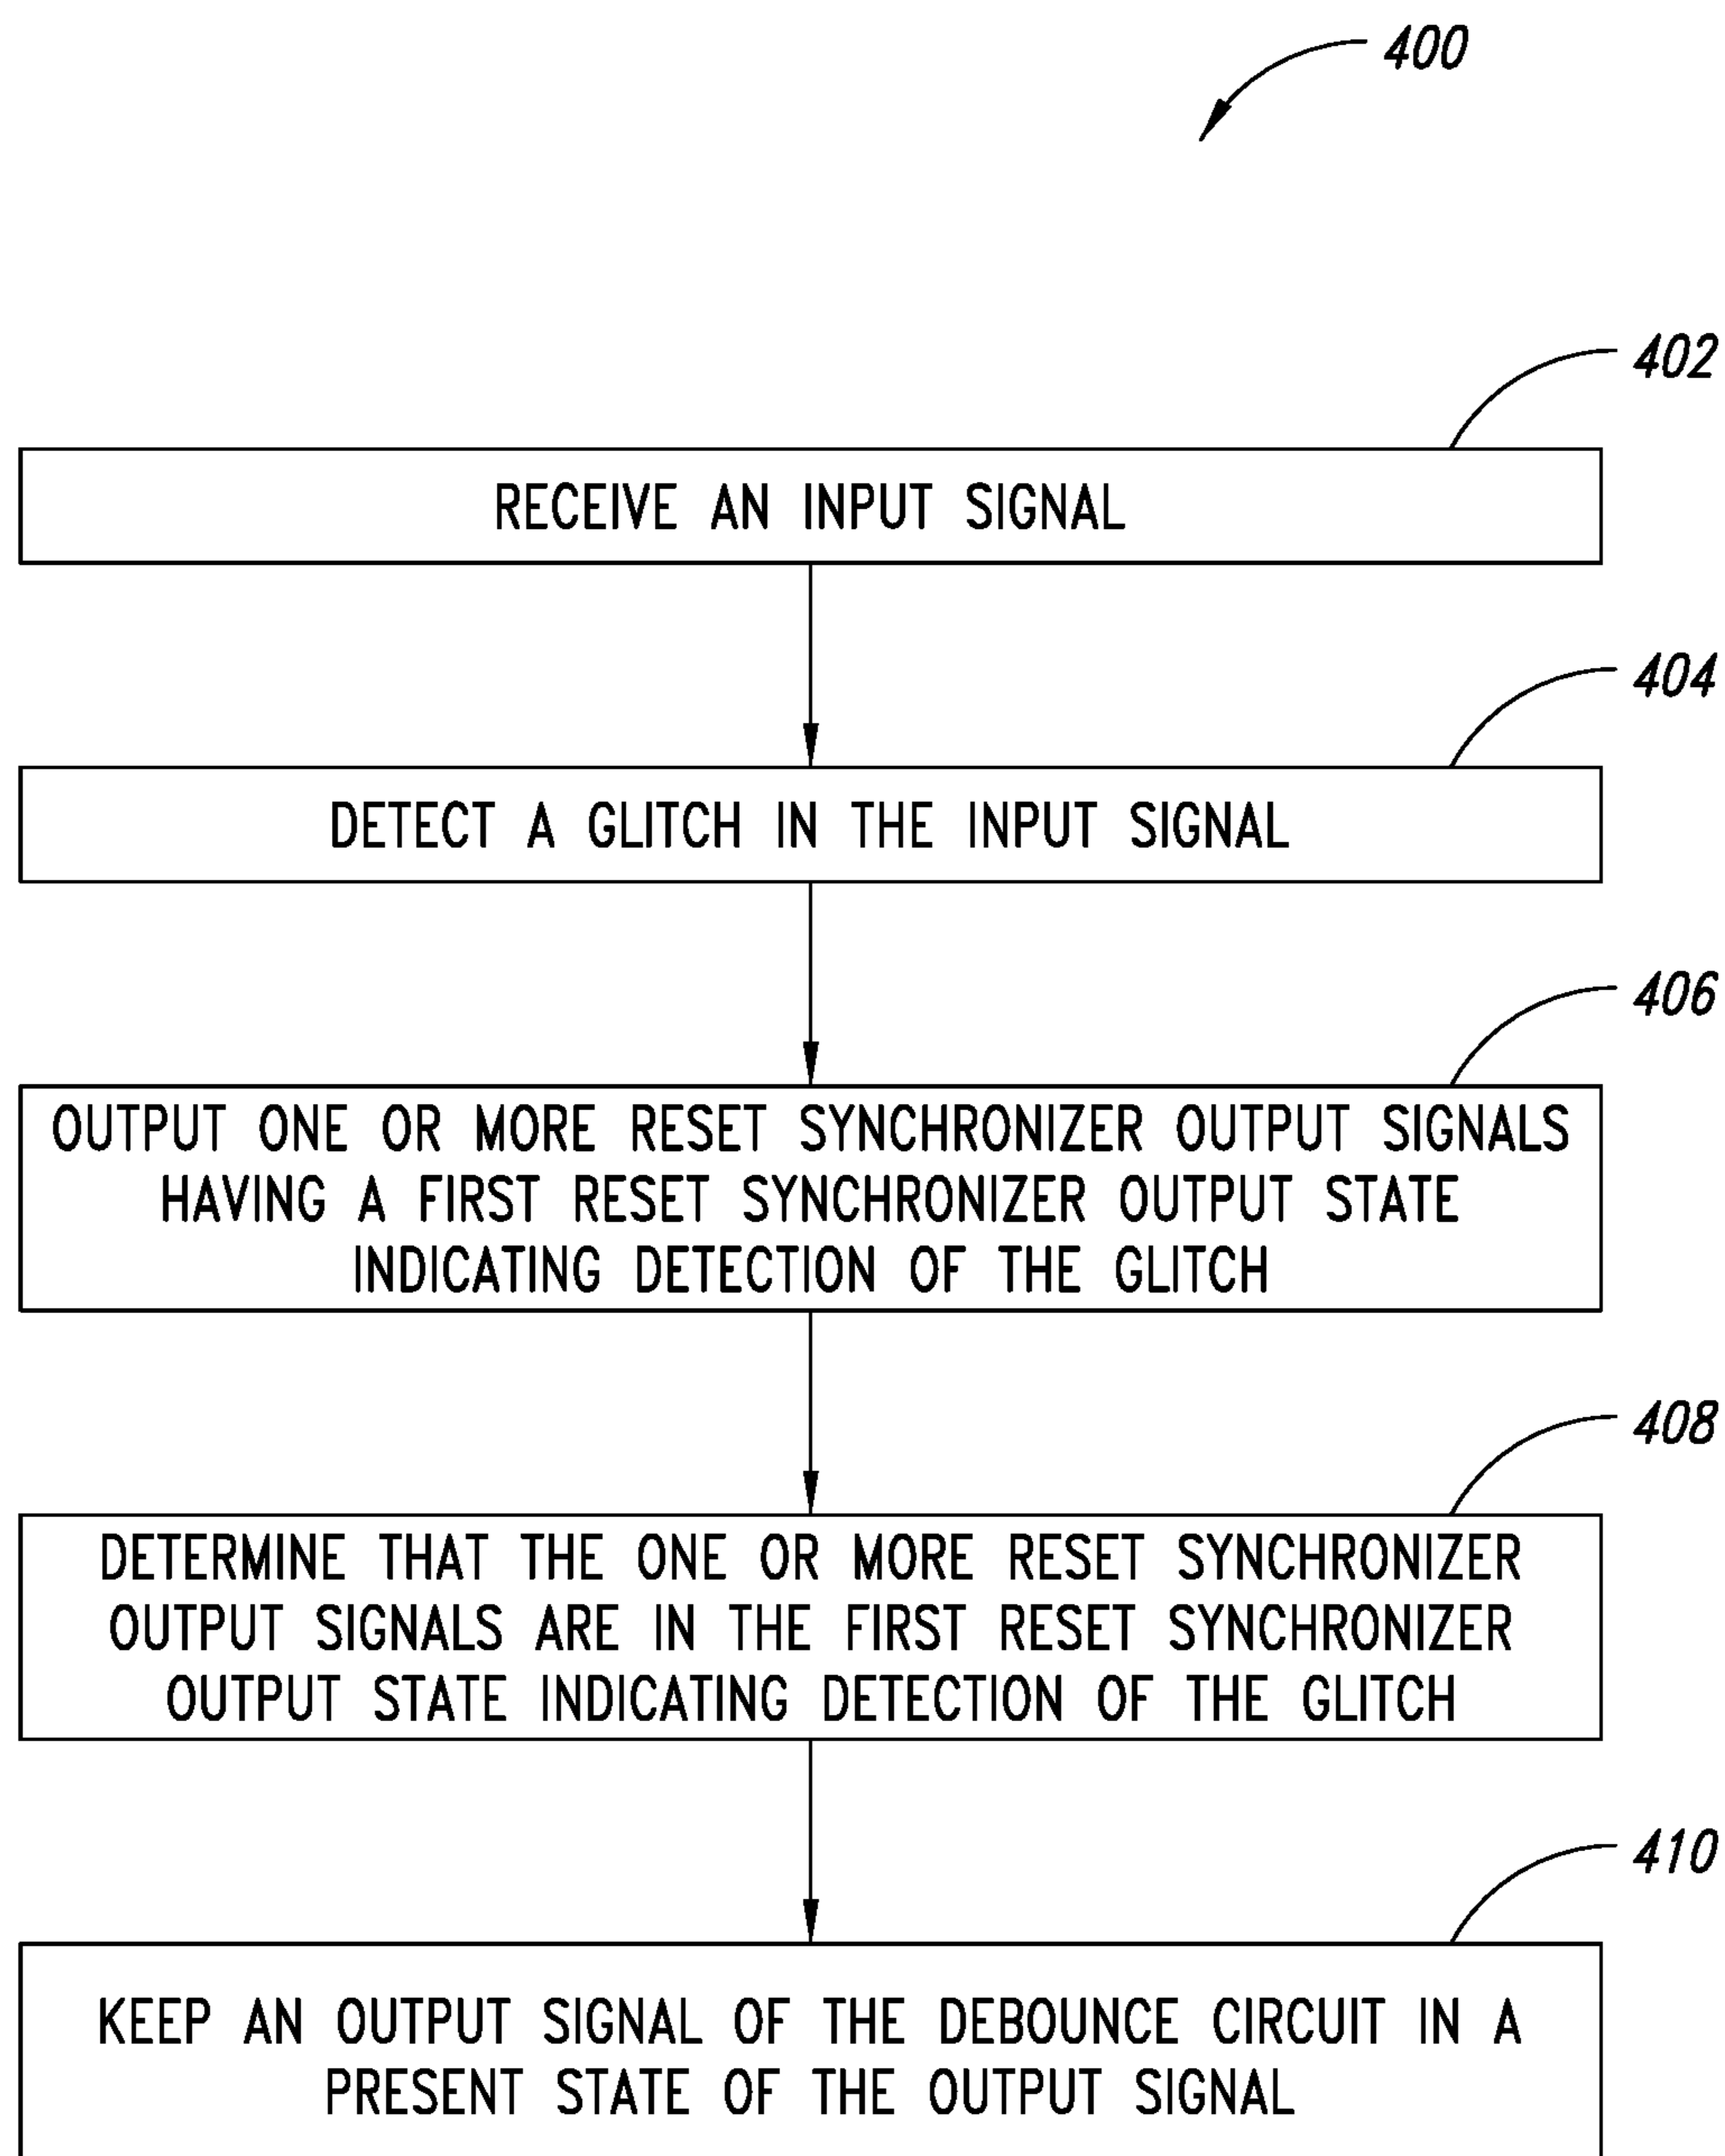 400
402
RECEIVE AN INPUT SIGNAL
404
DETECT A GLITCH IN THE INPUT SIGNAL
406
OUTPUT ONE OR MORE RESET SYNCHRONIZER OUTPUT SIGNALS
HAVING A FIRST RESET SYNCHRONIZER OUTPUT STATE
INDICATING DETECTION OF THE GLITCH
408
DETERMINE THAT THE ONE OR MORE RESET SYNCHRONIZER
OUTPUT SIGNALS ARE IN THE FIRST RESET SYNCHRONIZER
OUTPUT STATE INDICATING DETECTION OF THE GLITCH
410
KEEP AN OUTPUT SIGNAL OF THE DEBOUNCE CIRCUIT IN A
PRESENT STATE OF THE OUTPUT SIGNAL